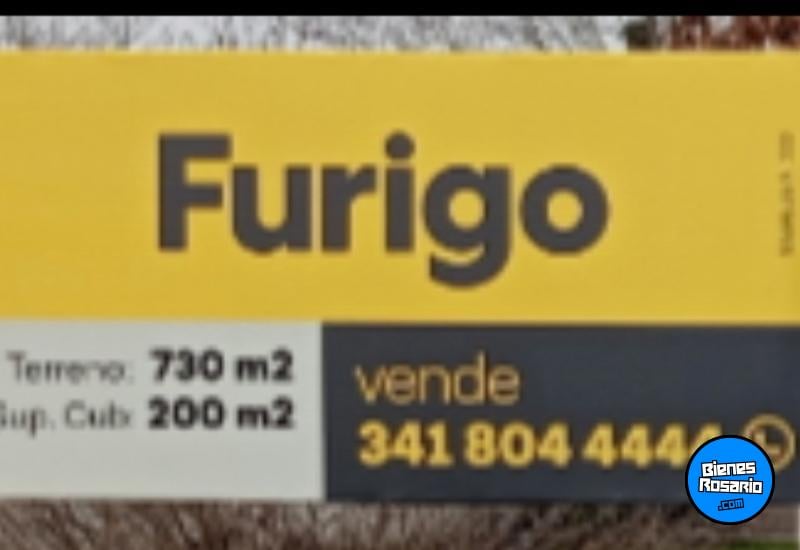 Furigo
Terreno: 730 m2
Sup. Cub: 200 m2
vende
341 804 4444
Bienes
Rosario
.com